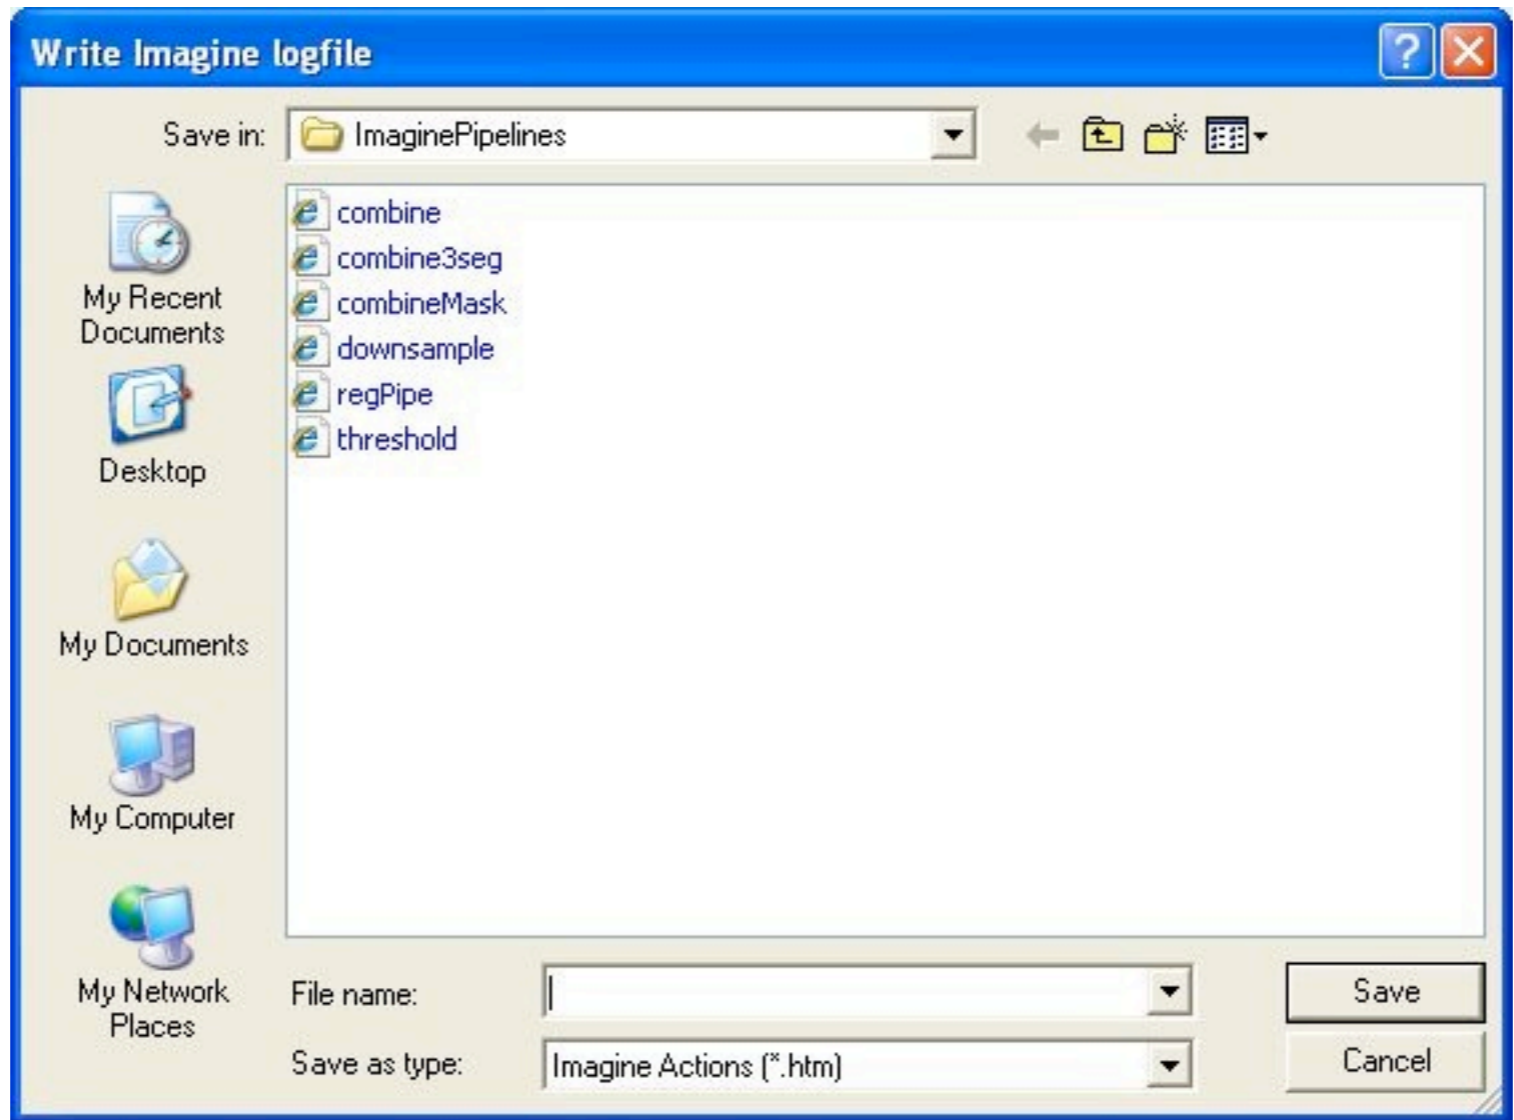 Write Imagine logfile
Save in:
ImaginePipelines
My Recent
Documents
Desktop
My Documents
My Computer
My Network
Places
combine
combine3seg
combineMask
downsample
regPipe
threshold
File name:
Save
Save as type:
Imagine Actions (*.htm)
Cancel